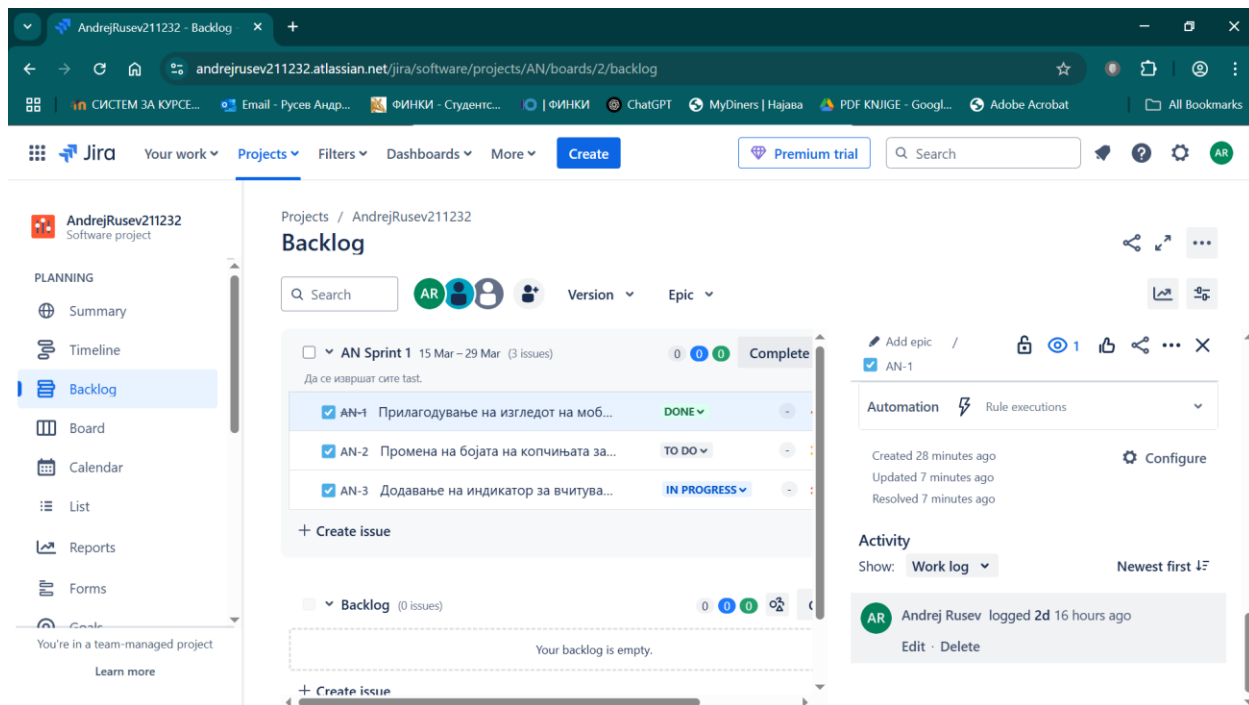 AndrejRusev211232 - Backlog
andrejrusev211232.atlassian.net/jira/software/projects/AN/boards/2/backlog
СИСТЕМ ЗА КУРСЕ... Email - Русев Андр... ФИНКИ - Студентс... | ФИНКИ ChatGPT MyDiners | Најава PDF KNJIGE - Googl... Adobe Acrobat All Bookmarks
Jira Your work Projects Filters Dashboards More Create Premium trial Search AR
AndrejRusev211232
Software project
PLANNING
Summary
Timeline
Backlog
Board
Calendar
List
Reports
Forms
Goals
You're in a team-managed project
Learn more
Projects / AndrejRusev211232
Backlog
Search AR Version Epic
AN Sprint 1 15 Mar – 29 Mar (3 issues) 0 0 0 Complete
Да се извршат сите tast.
AN-1 Прилагодување на изгледот на моб... DONE -
AN-2 Промена на бојата на копчињата за... TO DO -
AN-3 Додавање на индикатор за вчитува... IN PROGRESS -
+ Create issue
Backlog (0 issues) 0 0 0
Your backlog is empty.
+ Create issue
Add epic / 1
AN-1
Automation Rule executions
Created 28 minutes ago Configure
Updated 7 minutes ago
Resolved 7 minutes ago
Activity
Show: Work log Newest first
AR Andrej Rusev logged 2d 16 hours ago
Edit · Delete